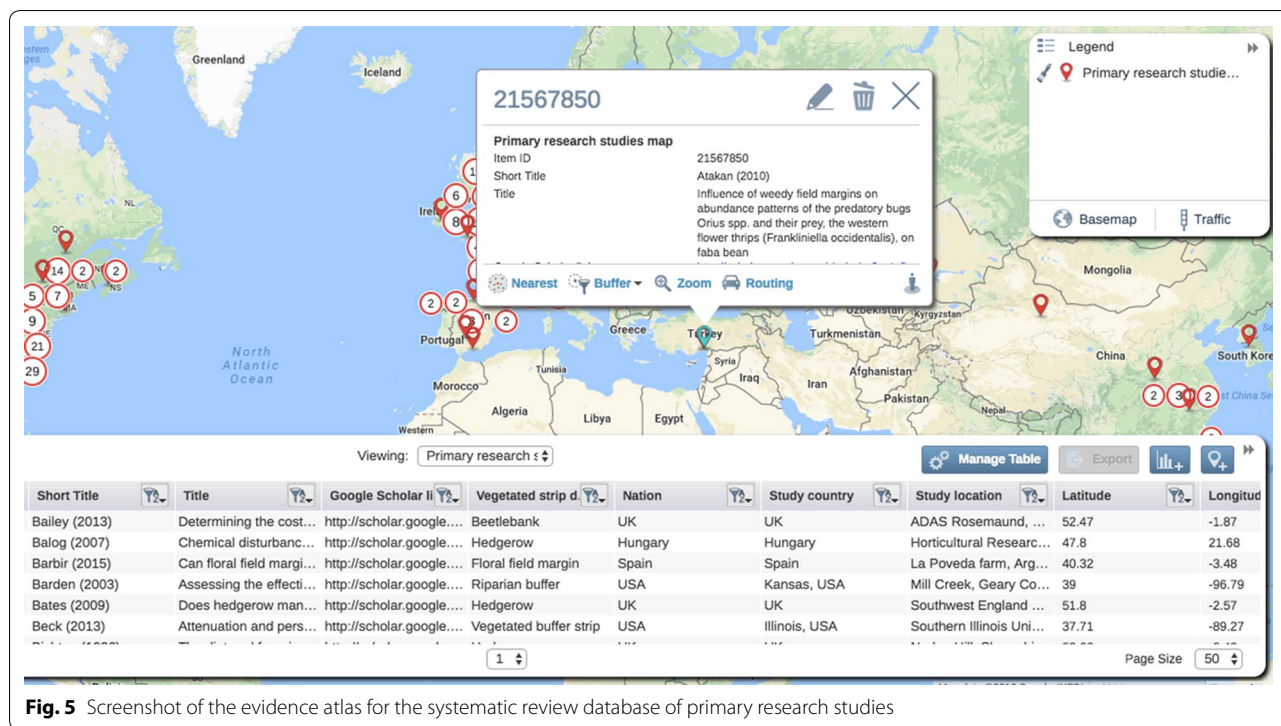 Greenland
Iceland
stern
ges
Legend
Primary research studie...
21567850
Primary research studies map
Item ID 21567850
Short Title Atakan (2010)
Title Influence of weedy field margins on
abundance patterns of the predatory bugs
Orius spp. and their prey, the western
flower thrips (Frankliniella occidentalis), on
faba bean
Nearest Buffer Zoom Routing
Basemap Traffic
NL
QC
14 2 2
ME
NS
5 7
MA
9
21
29
6
8
Irel
2 2 2
Portugal
Greece
Turkey
Uzbekistan
Kyrgyzstan
Turkmenistan
Mongolia
China
South Kore
North
Atlantic
Ocean
Tunisia
Syria
Iraq
Iran
Afghanistan
Pakistan
Nepal
Morocco
Algeria
Libya
Egypt
Western
2 3 2
st China Se
Viewing: Primary research s
Manage Table Export
Short Title Title Google Scholar li Vegetated strip d. Nation Study country Study location Latitude Longitud
Bailey (2013) Determining the cost... http://scholar.google.... Beetlebank UK UK ADAS Rosemaund, ... 52.47 -1.87
Balog (2007) Chemical disturbanc... http://scholar.google.... Hedgerow Hungary Hungary Horticultural Researc... 47.8 21.68
Barbir (2015) Can floral field margi... http://scholar.google.... Floral field margin Spain Spain La Poveda farm, Arg... 40.32 -3.48
Barden (2003) Assessing the effecti... http://scholar.google.... Riparian buffer USA Kansas, USA Mill Creek, Geary Co... 39 -96.79
Bates (2009) Does hedgerow man... http://scholar.google.... Hedgerow UK UK Southwest England ... 51.8 -2.57
Beck (2013) Attenuation and pers... http://scholar.google.... Vegetated buffer strip USA Illinois, USA Southern Illinois Uni... 37.71 -89.27
1 Page Size 50
Fig. 5 Screenshot of the evidence atlas for the systematic review database of primary research studies